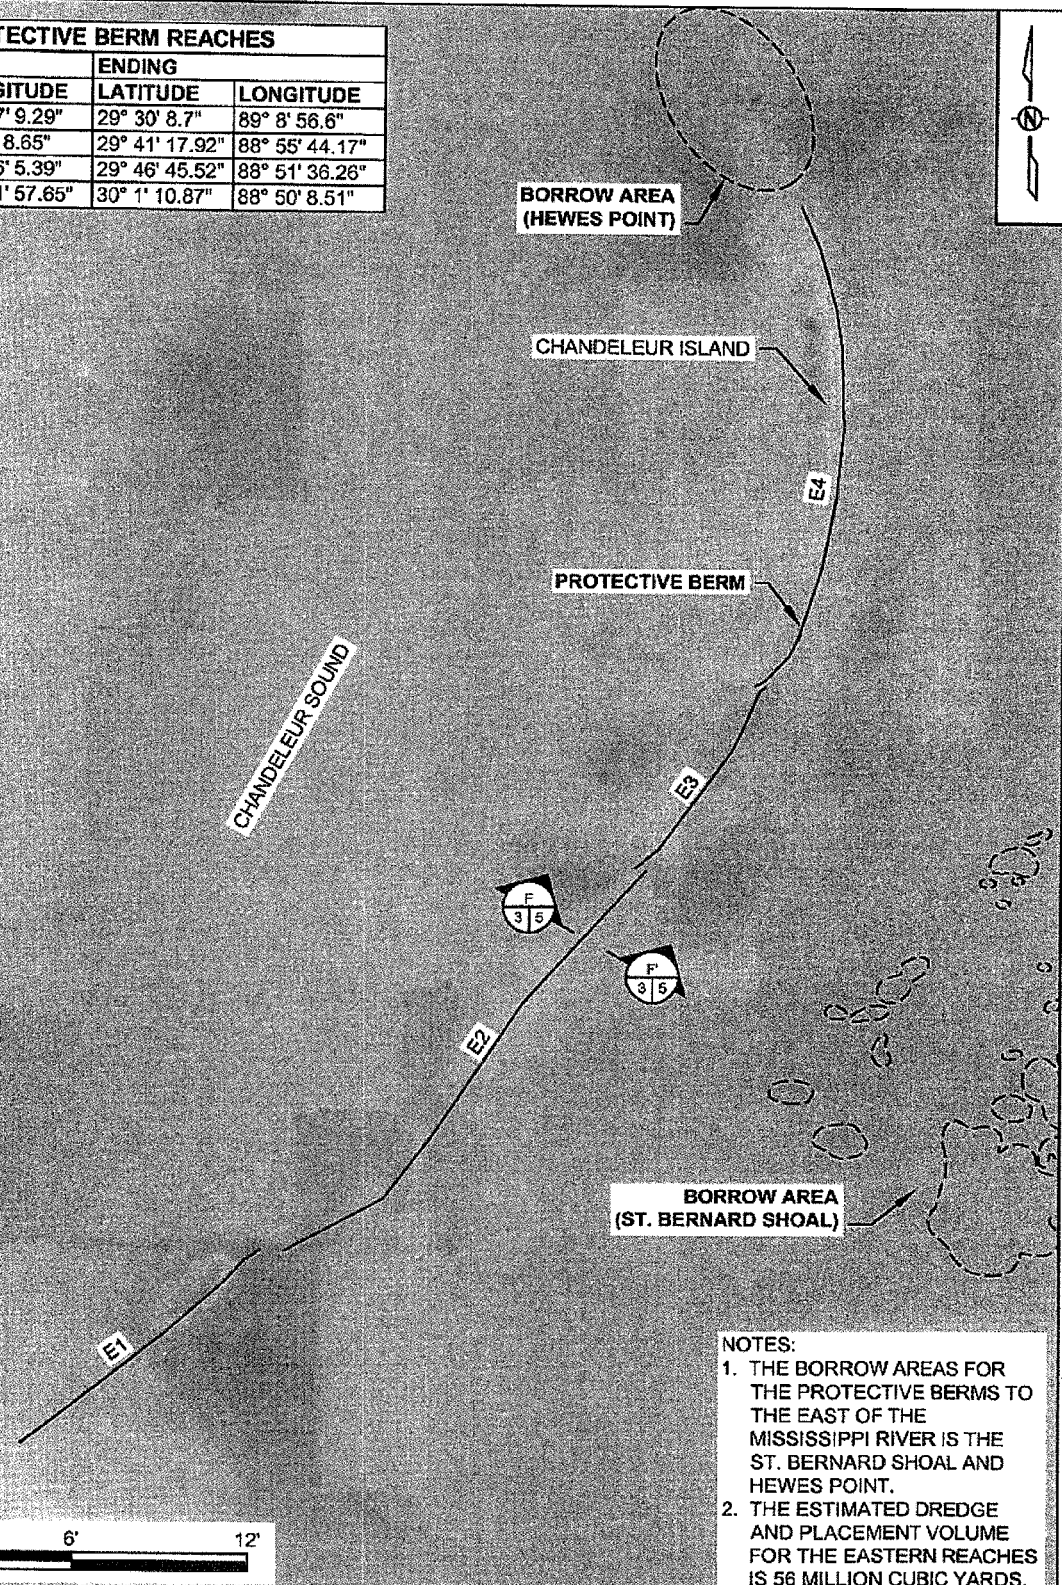 TECTIVE BERM REACHES
ENDING
GITUDE LATITUDE LONGITUDE
7' 9.29" 29° 30' 8.7" 89° 8' 56.6"
8.65" 29° 41' 17.92" 88° 55' 44.17"
6' 5.39" 29° 46' 45.52" 88° 51' 36.26"
1' 57.65" 30° 1' 10.87" 88° 50' 8.51"
N
BORROW AREA
(HEWES POINT)
CHANDELEUR ISLAND
E4
PROTECTIVE BERM
CHANDELEUR SOUND
E3
F
3 5
F'
3 5
E2
BORROW AREA
(ST. BERNARD SHOAL)
E1
NOTES:
1. THE BORROW AREAS FOR
THE PROTECTIVE BERMS TO
THE EAST OF THE
MISSISSIPPI RIVER IS THE
ST. BERNARD SHOAL AND
HEWES POINT.
2. THE ESTIMATED DREDGE
AND PLACEMENT VOLUME
FOR THE EASTERN REACHES
IS 56 MILLION CUBIC YARDS.
6' 12'